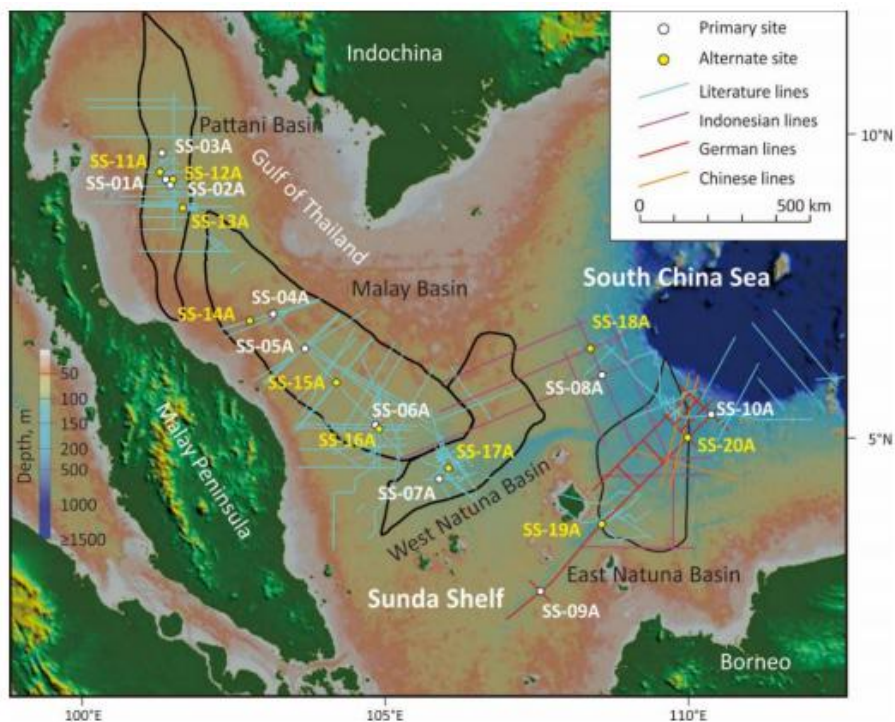 Indochina
Primary site
Alternate site
Literature lines
Indonesian lines
German lines
Chinese lines
0 500 km
10°N
Pattani Basin
SS-03A
SS-11A
SS-12A
SS-01A
SS-02A
SS-13A
Gulf of Thailand
South China Sea
Malay Basin
SS-04A
SS-14A
SS-18A
SS-05A
SS-08A
SS-15A
SS-06A
SS-10A
SS-16A
SS-17A
SS-20A
5°N
SS-07A
West Natuna Basin
SS-19A
East Natuna Basin
Sunda Shelf
SS-09A
Borneo
Malay Peninsula
Depth, m
50
100
150
200
500
1000
≥1500
100°E
105°E
110°E